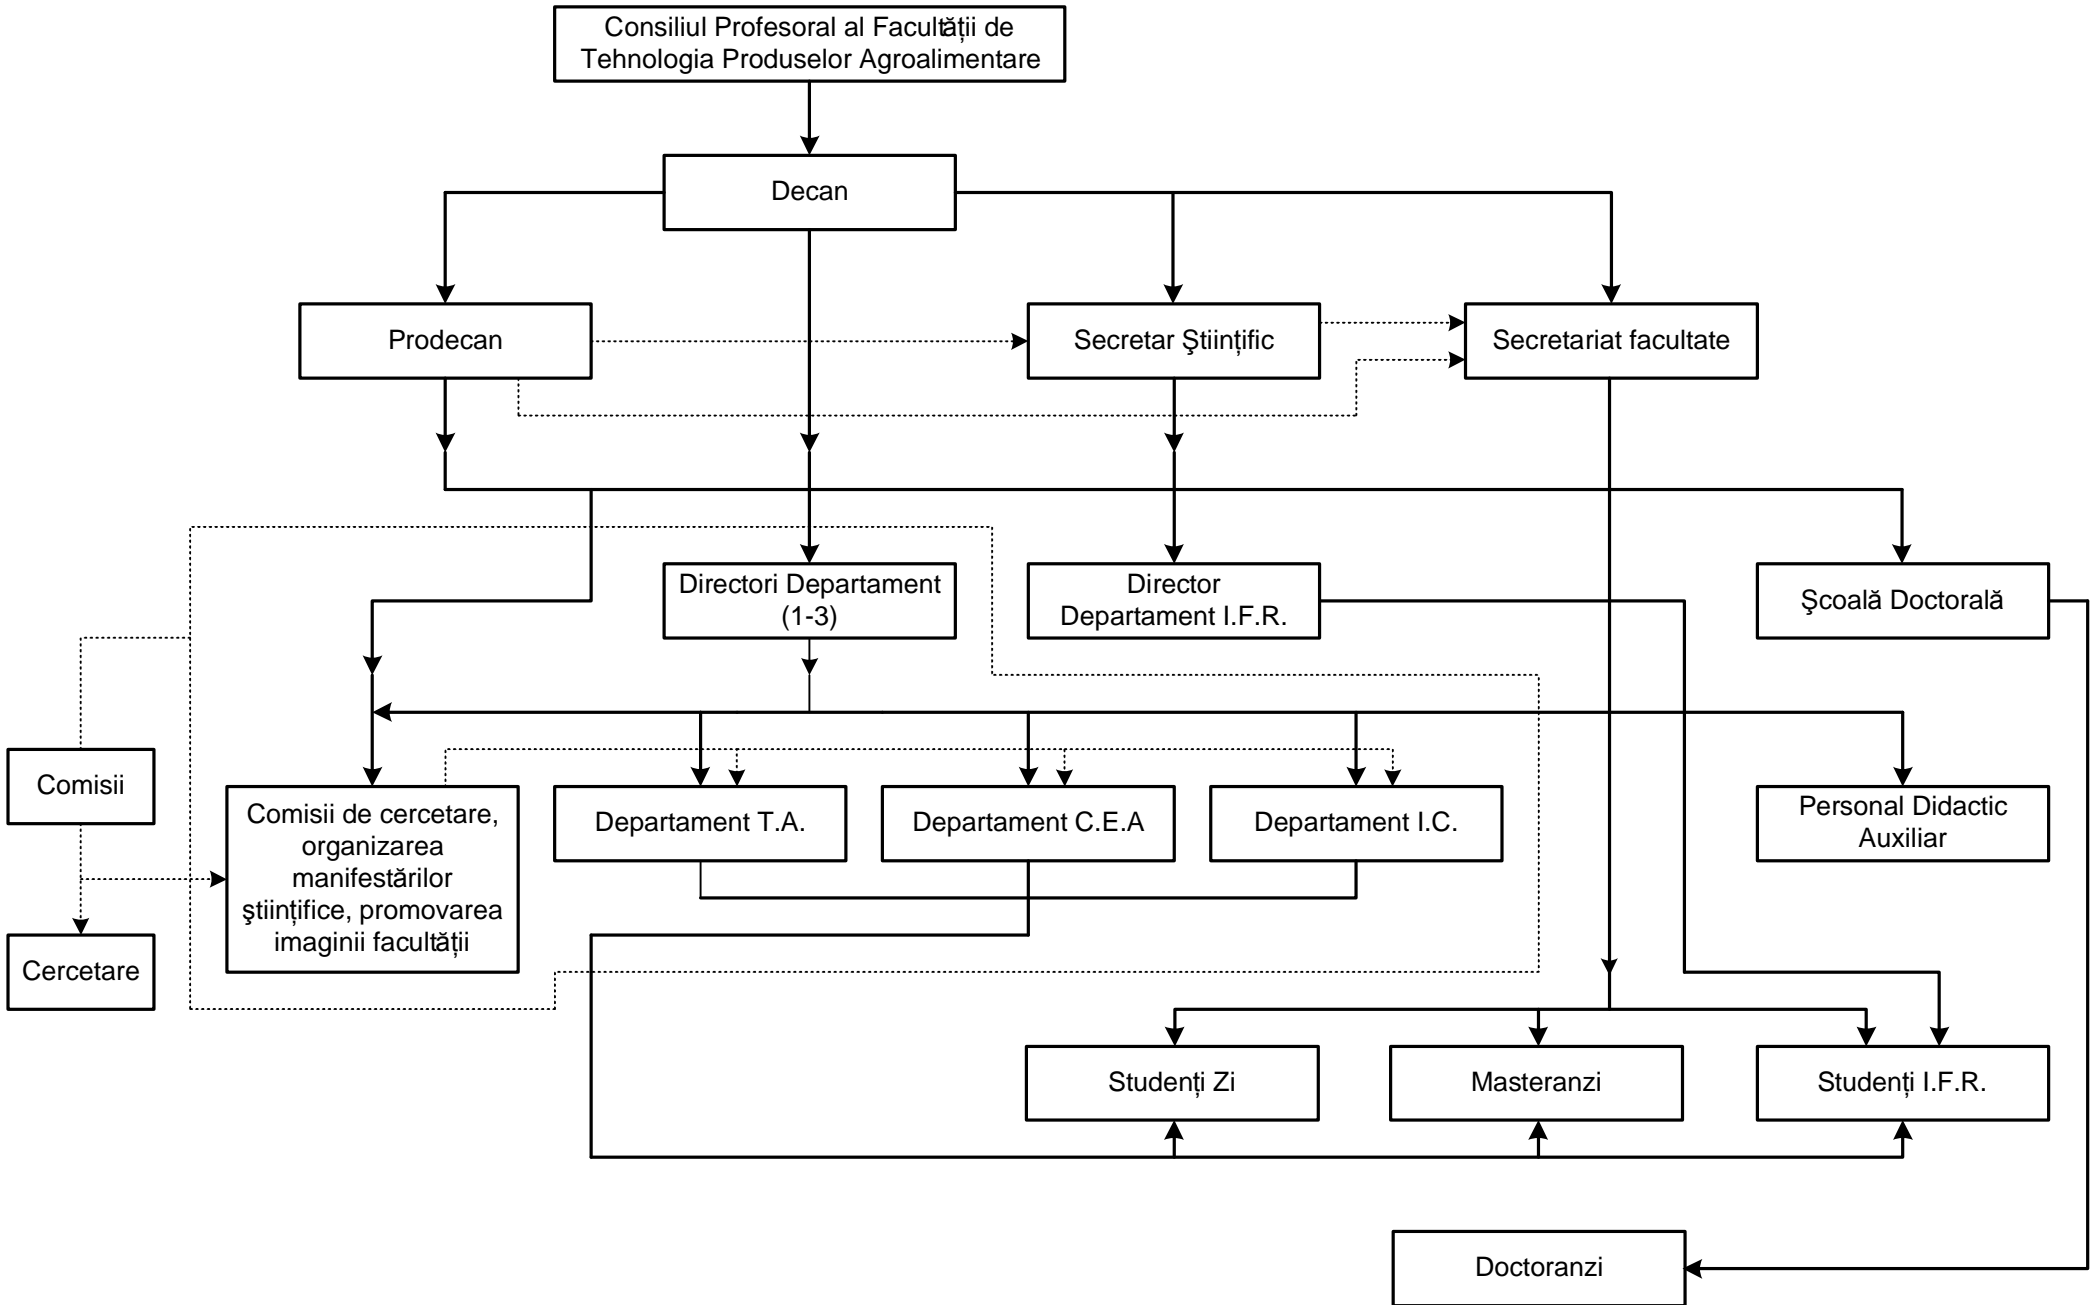 Consiliul Profesoral al Facultății de
Tehnologia Produselor Agroalimentare
Decan
Prodecan
Secretar Ştiințific
Secretariat facultate
Directori Departament
(1-3)
Director
Departament I.F.R.
Şcoală Doctorală
Comisii
Comisii de cercetare,
organizarea
manifestărilor
ştiințifice, promovarea
imaginii facultății
Departament T.A.
Departament C.E.A
Departament I.C.
Personal Didactic
Auxiliar
Cercetare
Studenți Zi
Masteranzi
Studenți I.F.R.
Doctoranzi